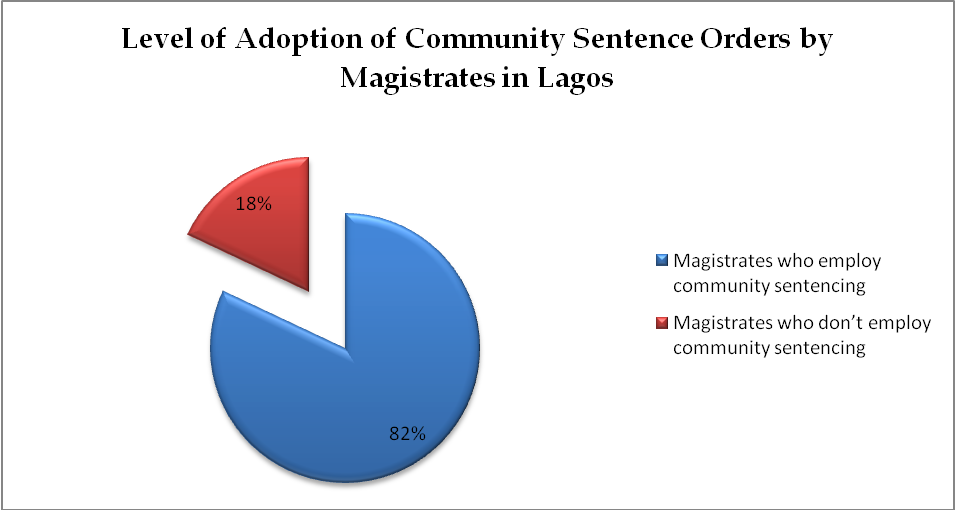 Level of Adoption of Community Sentence Orders by
Magistrates in Lagos
18%
82%
Magistrates who employ
community sentencing
Magistrates who don’t employ
community sentencing